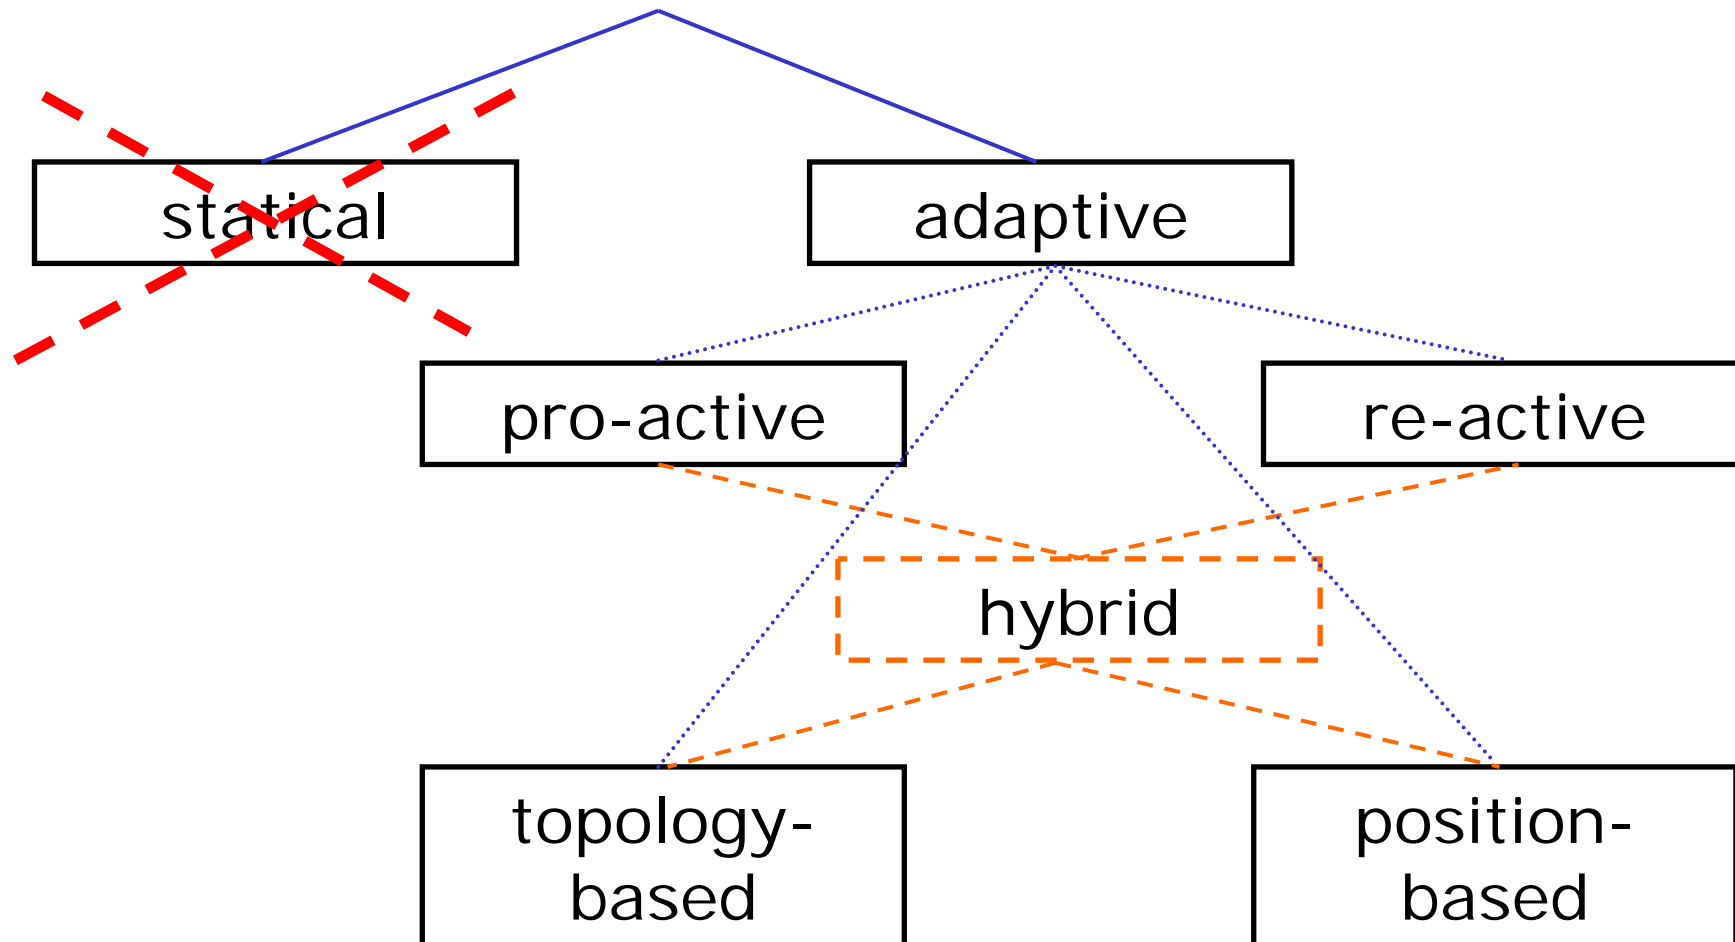 statical
adaptive
pro-active
re-active
hybrid
topology-
based
position-
based